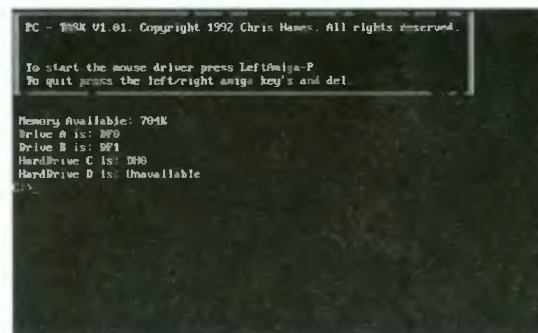 PC - TASK V1.01. Copyright 1992 Chris Hames. All rights reserved.
To start the mouse driver press LeftAmiga-P
To quit press the left/right amiga key's and del
Memory Available: 704K
Drive A is: DF0
Drive B is: DF1
HardDrive C is: DH0
HardDrive D is: Unavailable
C:>_